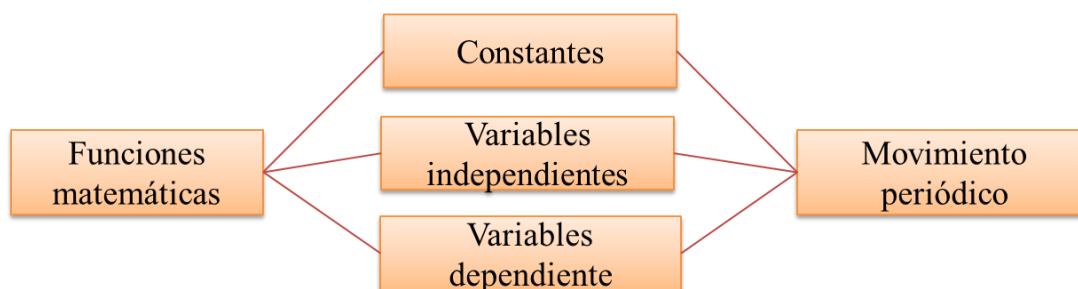 Constantes
Funciones
matemáticas
Variables
independientes
Movimiento
periódico
Variables
dependiente